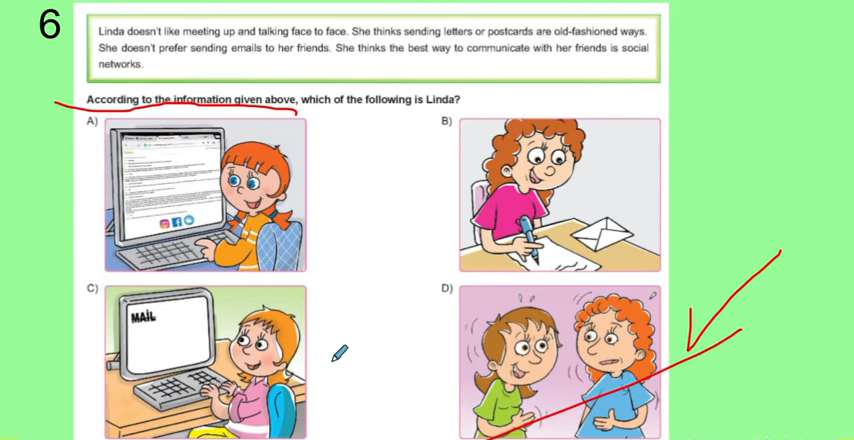 6
Linda doesn't like meeting up and talking face to face. She thinks sending letters or postcards are old-fashioned ways.
She doesn't prefer sending emails to her friends. She thinks the best way to communicate with her friends is social
networks.
According to the information given above, which of the following is Linda?
A)
B)
C)
MAİL
D)